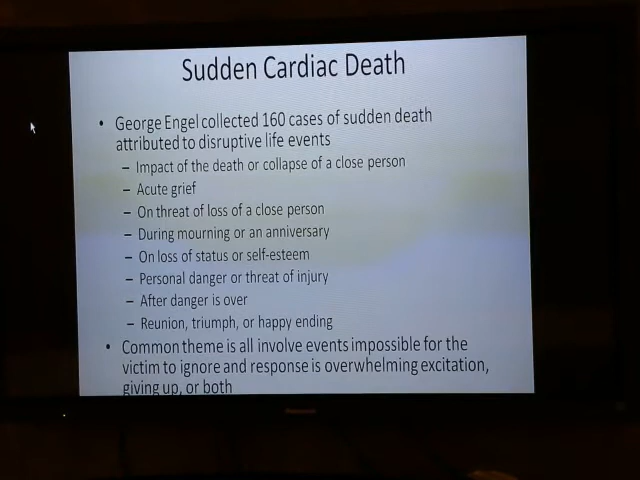 Sudden Cardiac Death
• George Engel collected 160 cases of sudden death
attributed to disruptive life events
– Impact of the death or collapse of a close person
– Acute grief
– On threat of loss of a close person
– During mourning or an anniversary
– On loss of status or self-esteem
– Personal danger or threat of injury
– After danger is over
– Reunion, triumph, or happy ending
• Common theme is all involve events impossible for the
victim to ignore and response is overwhelming excitation,
giving up, or both